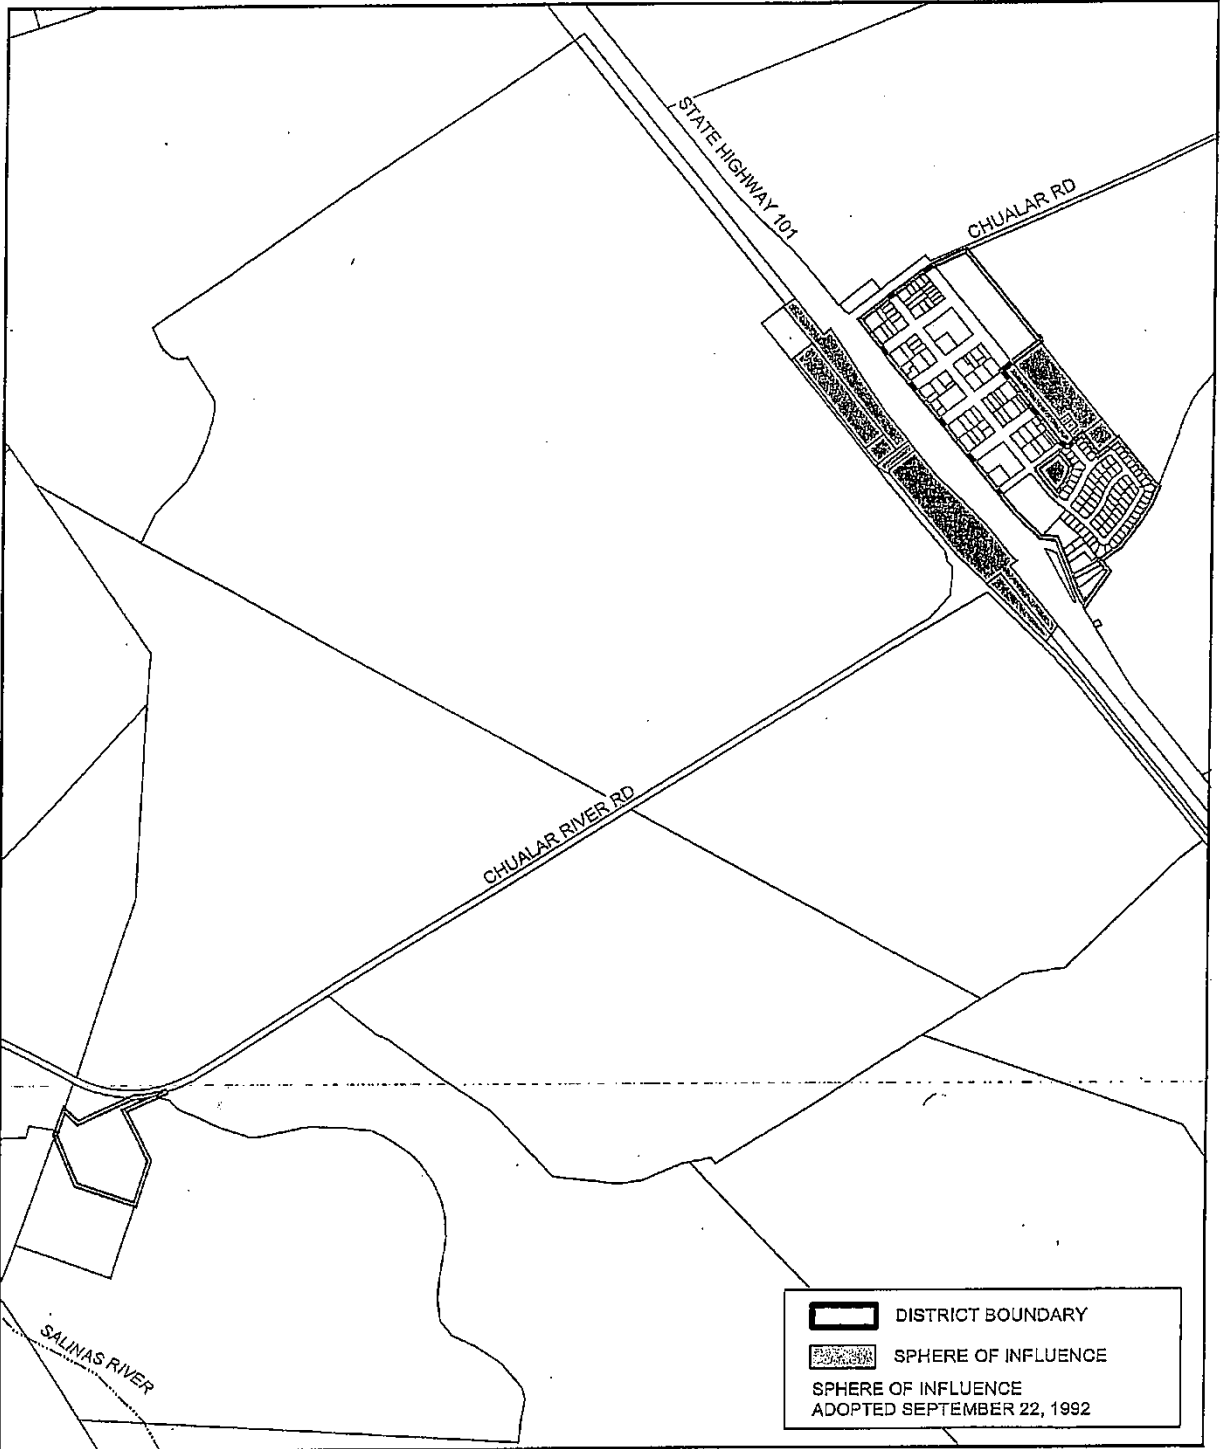 STATE HIGHWAY 101
CHUALAR RD
CHUALAR RIVER RD
SALINAS RIVER
DISTRICT BOUNDARY
SPHERE OF INFLUENCE
SPHERE OF INFLUENCE
ADOPTED SEPTEMBER 22, 1992